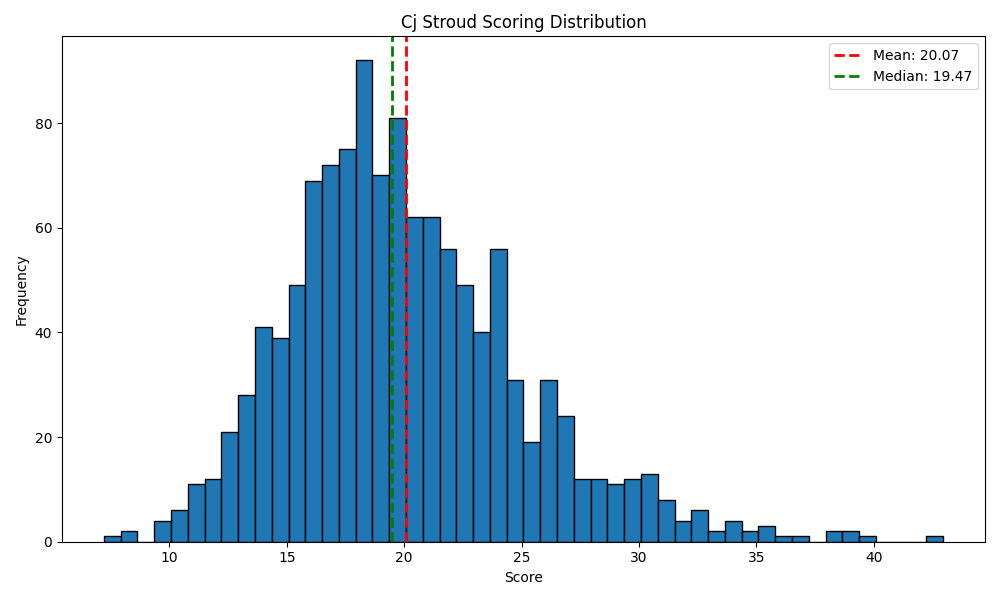 Cj Stroud Scoring Distribution
Mean: 20.07
Median: 19.47
Frequency
80
60
40
20
0
10 15 20 25 30 35 40
Score